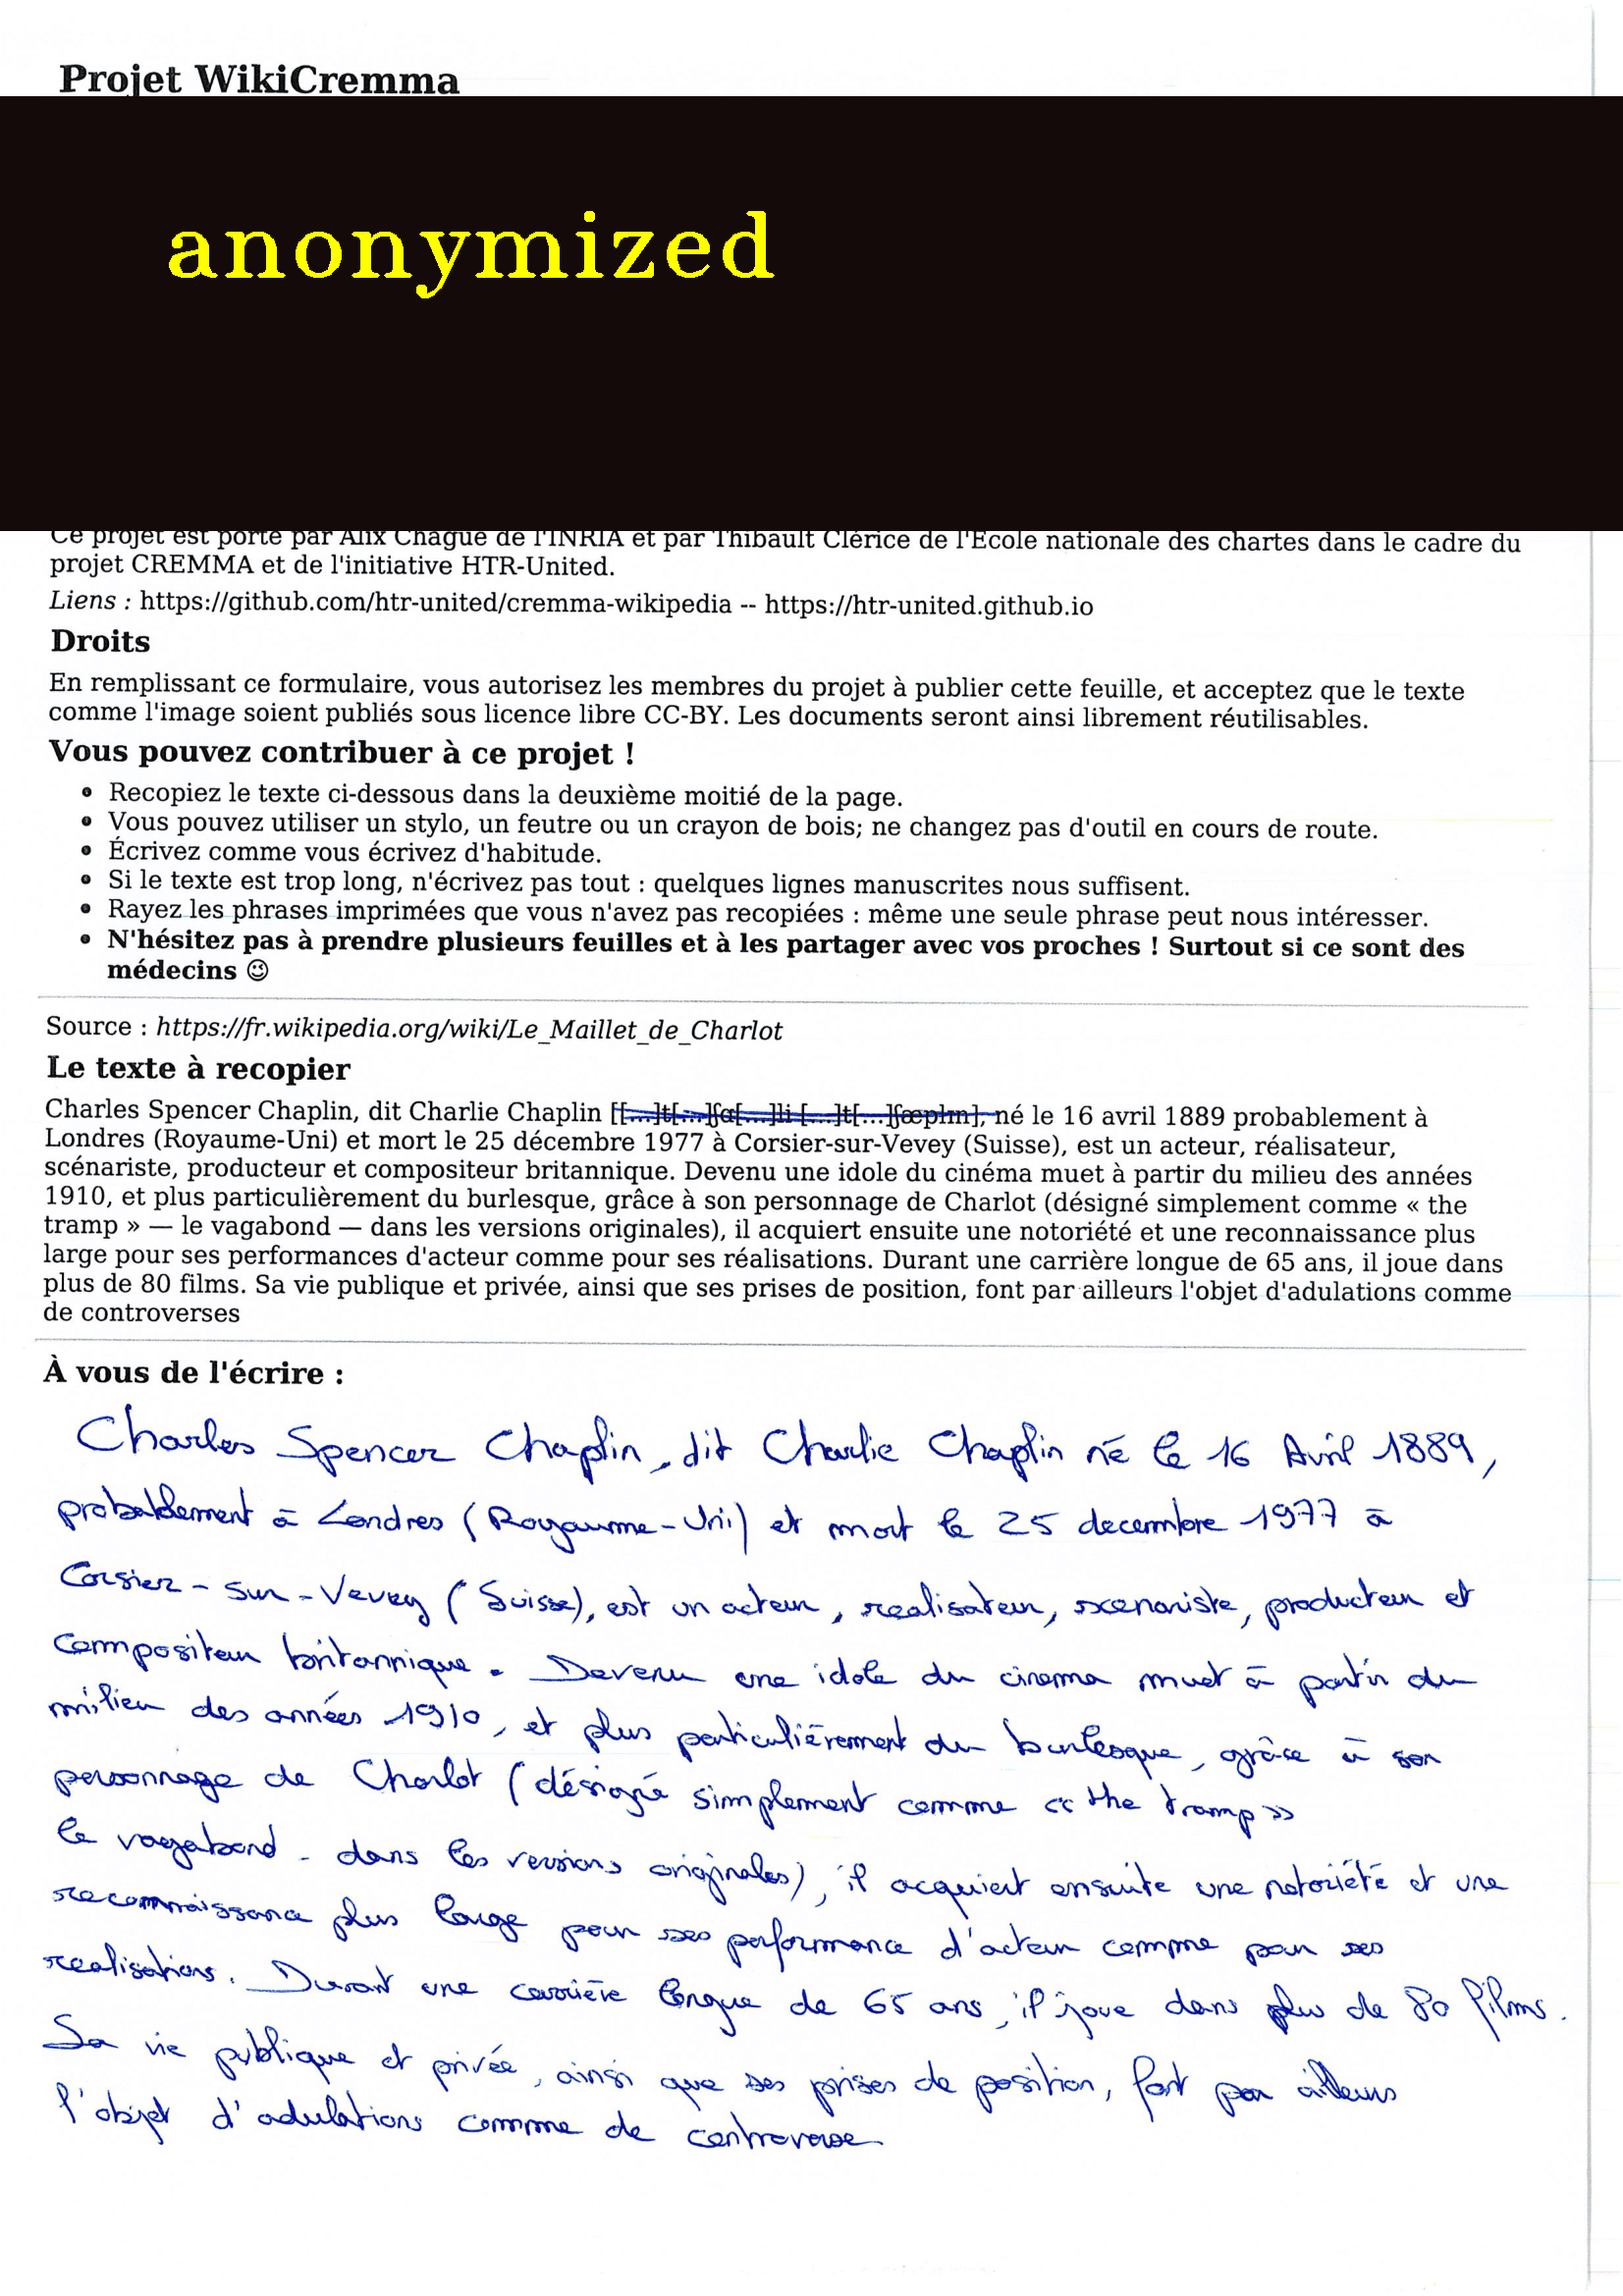 Projet WikiCremma
anonymized
Ce projet est porté par Alix Chagué de l'INRIA et par Thibault Clérice de l'École nationale des chartes dans le cadre du
projet CREMMA et de l'initiative HTR-United.
Liens : https://github.com/htr-united/cremma-wikipedia -- https://htr-united.github.io
Droits
En remplissant ce formulaire, vous autorisez les membres du projet à publier cette feuille, et acceptez que le texte
comme l'image soient publiés sous licence libre CC-BY. Les documents seront ainsi librement réutilisables.
Vous pouvez contribuer à ce projet !
• Recopiez le texte ci-dessous dans la deuxième moitié de la page.
• Vous pouvez utiliser un stylo, un feutre ou un crayon de bois; ne changez pas d'outil en cours de route.
• Écrivez comme vous écrivez d'habitude.
• Si le texte est trop long, n'écrivez pas tout : quelques lignes manuscrites nous suffisent.
• Rayez les phrases imprimées que vous n'avez pas recopiées : même une seule phrase peut nous intéresser.
• N'hésitez pas à prendre plusieurs feuilles et à les partager avec vos proches ! Surtout si ce sont des
médecins 😉
Source : https://fr.wikipedia.org/wiki/Le_Maillet_de_Charlot
Le texte à recopier
Charles Spencer Chaplin, dit Charlie Chaplin [[...]t[...]ʃɑ[...]li [...]t[...]ʃæplɪn], né le 16 avril 1889 probablement à
Londres (Royaume-Uni) et mort le 25 décembre 1977 à Corsier-sur-Vevey (Suisse), est un acteur, réalisateur,
scénariste, producteur et compositeur britannique. Devenu une idole du cinéma muet à partir du milieu des années
1910, et plus particulièrement du burlesque, grâce à son personnage de Charlot (désigné simplement comme « the
tramp » — le vagabond — dans les versions originales), il acquiert ensuite une notoriété et une reconnaissance plus
large pour ses performances d'acteur comme pour ses réalisations. Durant une carrière longue de 65 ans, il joue dans
plus de 80 films. Sa vie publique et privée, ainsi que ses prises de position, font par ailleurs l'objet d'adulations comme
de controverses
À vous de l'écrire :
Charles Spencer Chaplin, dit Charlie Chaplin né le 16 Avril 1889,
probablement à Londres (Royaume-Uni) et mort le 25 decembre 1977 à
Corsier-sur-Vevey (Suisse), est un acteur, realisateur, scenariste, producteur et
compositeur britannique. Devenu une idole du cinema muet à partir du
milieu des années 1910, et plus particulièrement du burlesque, grâce à son
personnage de Charlot (désigné simplement comme « the tramp »
le vagabond - dans les versions originales), il acquiert ensuite une notoriété et une
reconnaissance plus large pour ses performance d'acteur comme pour ses
realisations. Durant une carrière longue de 65 ans, il joue dans plus de 80 films.
Sa vie publique et privée, ainsi que ses prises de position, font par ailleurs
l'objet d'adulations comme de controverse